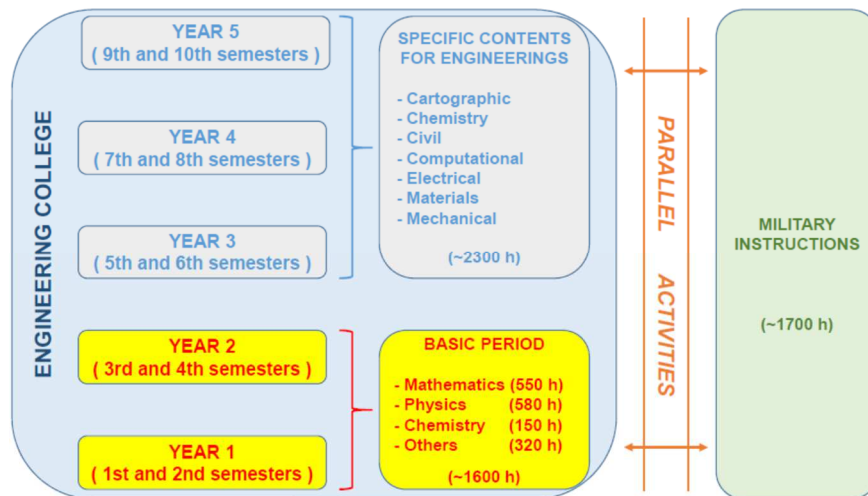 ENGINEERING COLLEGE
YEAR 5
( 9th and 10th semesters )
YEAR 4
( 7th and 8th semesters )
YEAR 3
( 5th and 6th semesters )
YEAR 2
( 3rd and 4th semesters )
YEAR 1
( 1st and 2nd semesters )
SPECIFIC CONTENTS
FOR ENGINEERINGS
- Cartographic
- Chemistry
- Civil
- Computational
- Electrical
- Materials
- Mechanical
(~2300 h)
BASIC PERIOD
- Mathematics (550 h)
- Physics (580 h)
- Chemistry (150 h)
- Others (320 h)
(~1600 h)
PARALLEL ACTIVITIES
MILITARY
INSTRUCTIONS
(~1700 h)